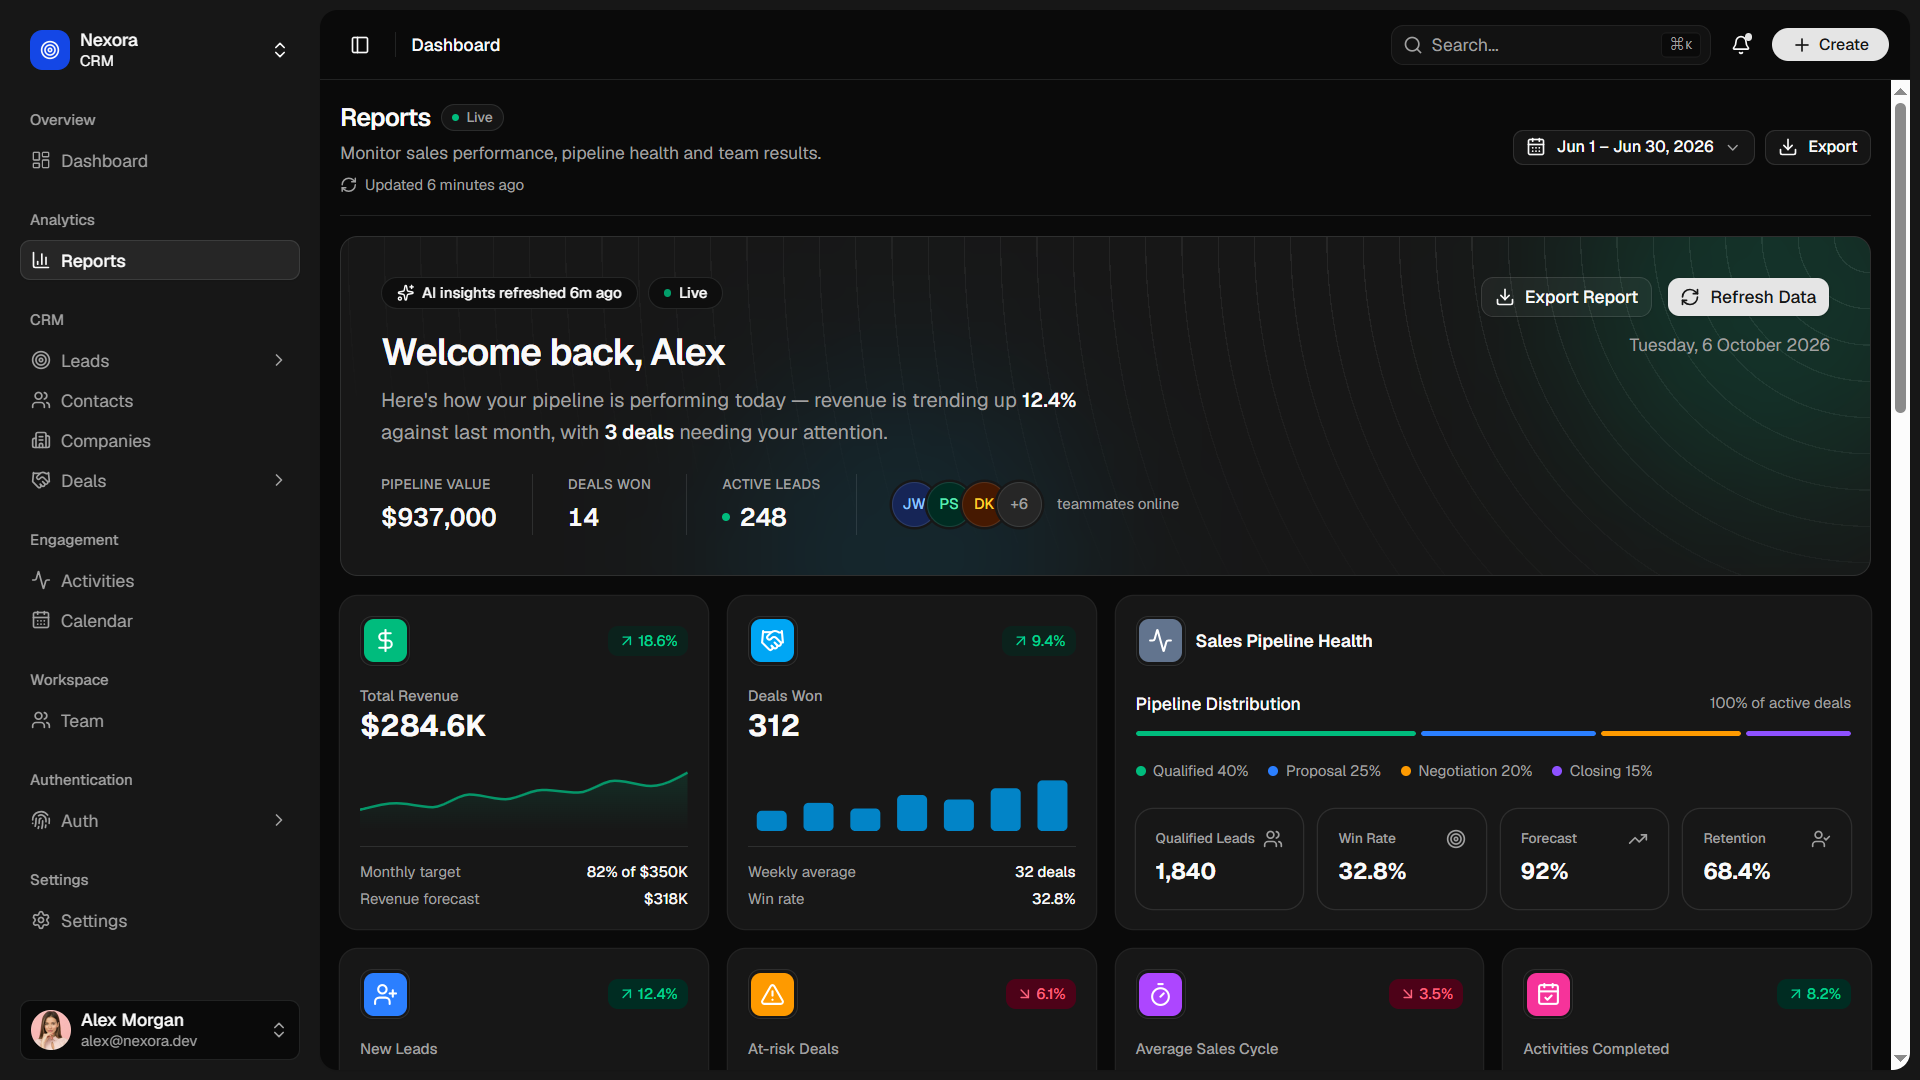 Nexora
CRM
Overview
Dashboard
Analytics
Reports
CRM
Leads
Contacts
Companies
Deals
Engagement
Activities
Calendar
Workspace
Team
Authentication
Auth
Settings
Settings
Alex Morgan
alex@nexora.dev
Dashboard
Search...
⌘K
Create
Reports
Live
Monitor sales performance, pipeline health and team results.
Updated 6 minutes ago
Jun 1 – Jun 30, 2026
Export
AI insights refreshed 6m ago
Live
Export Report
Refresh Data
Tuesday, 6 October 2026
Welcome back, Alex
Here's how your pipeline is performing today — revenue is trending up 12.4%
against last month, with 3 deals needing your attention.
PIPELINE VALUE
$937,000
DEALS WON
14
ACTIVE LEADS
248
JW
PS
DK
+6
teammates online
18.6%
Total Revenue
$284.6K
Monthly target 82% of $350K
Revenue forecast $318K
9.4%
Deals Won
312
Weekly average 32 deals
Win rate 32.8%
Sales Pipeline Health
Pipeline Distribution
100% of active deals
Qualified 40%
Proposal 25%
Negotiation 20%
Closing 15%
Qualified Leads
1,840
Win Rate
32.8%
Forecast
92%
Retention
68.4%
12.4%
New Leads
6.1%
At-risk Deals
3.5%
Average Sales Cycle
8.2%
Activities Completed